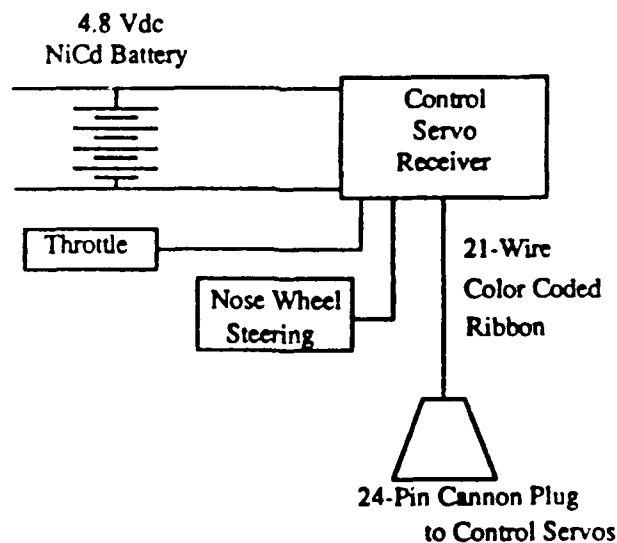 4.8 Vdc
NiCd Battery
Control
Servo
Receiver
Throttle
Nose Wheel
Steering
21-Wire
Color Coded
Ribbon
24-Pin Cannon Plug
to Control Servos